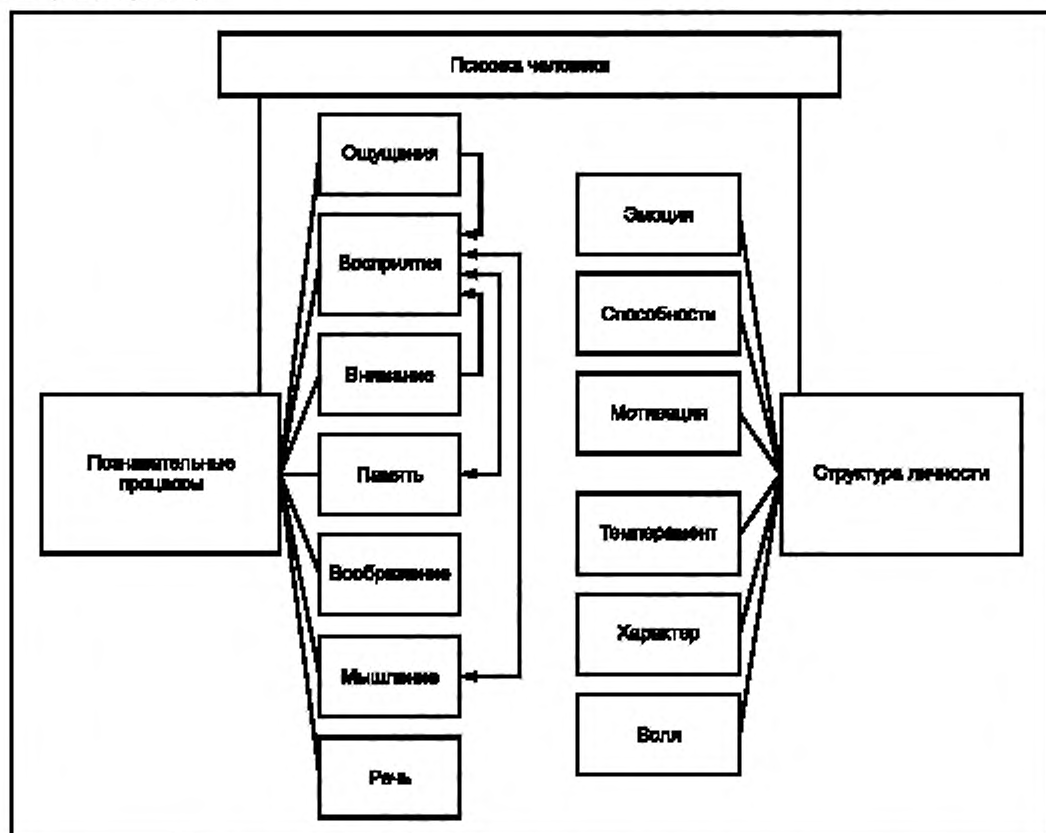 Психика человека
Ощущения
Восприятия
Внимание
Память
Воображение
Мышление
Речь
Познавательные
процессы
Эмоции
Способности
Мотивация
Темперамент
Характер
Воля
Структура личности